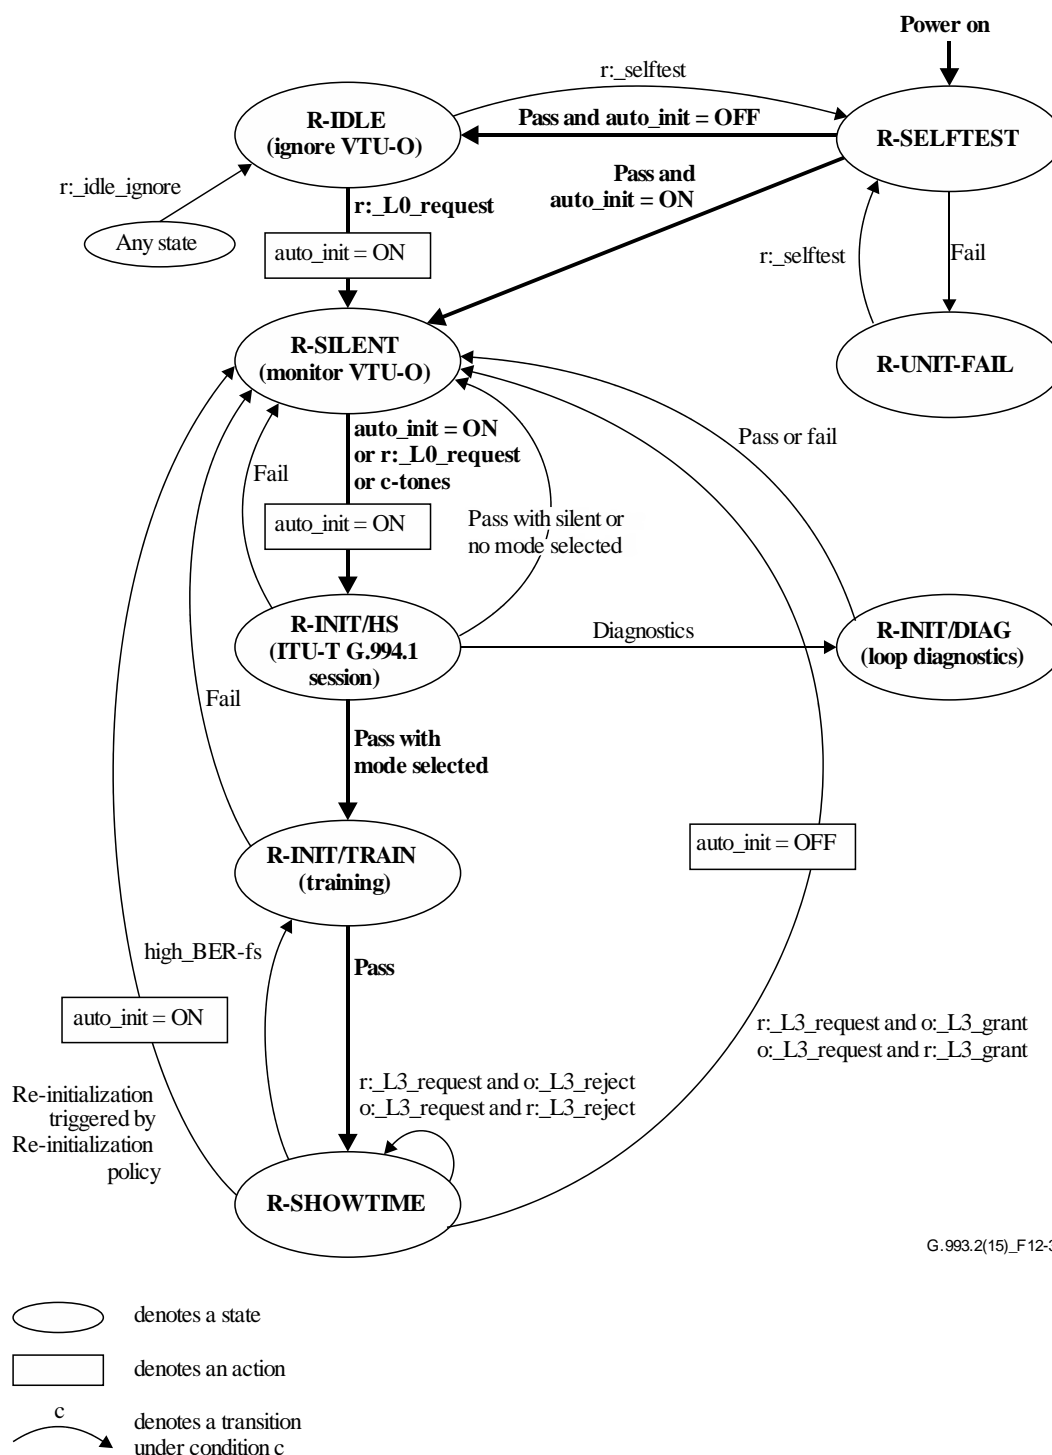 Power on
r:_selftest
R-IDLE
(ignore VTU-O)
Pass and auto_init = OFF
R-SELFTEST
Pass and
auto_init = ON
r:_idle_ignore
r:_L0_request
Any state
auto_init = ON
r:_selftest
Fail
R-SILENT
(monitor VTU-O)
R-UNIT-FAIL
auto_init = ON
or r:_L0_request
or c-tones
Pass or fail
Fail
auto_init = ON
Pass with silent or
no mode selected
R-INIT/HS
(ITU-T G.994.1
session)
Diagnostics
R-INIT/DIAG
(loop diagnostics)
Fail
Pass with
mode selected
auto_init = OFF
R-INIT/TRAIN
(training)
high_BER-fs
Pass
auto_init = ON
r:_L3_request and o:_L3_grant
o:_L3_request and r:_L3_grant
r:_L3_request and o:_L3_reject
o:_L3_request and r:_L3_reject
Re-initialization
triggered by
Re-initialization
policy
R-SHOWTIME
G.993.2(15)_F12-3
denotes a state
denotes an action
c
denotes a transition
under condition c